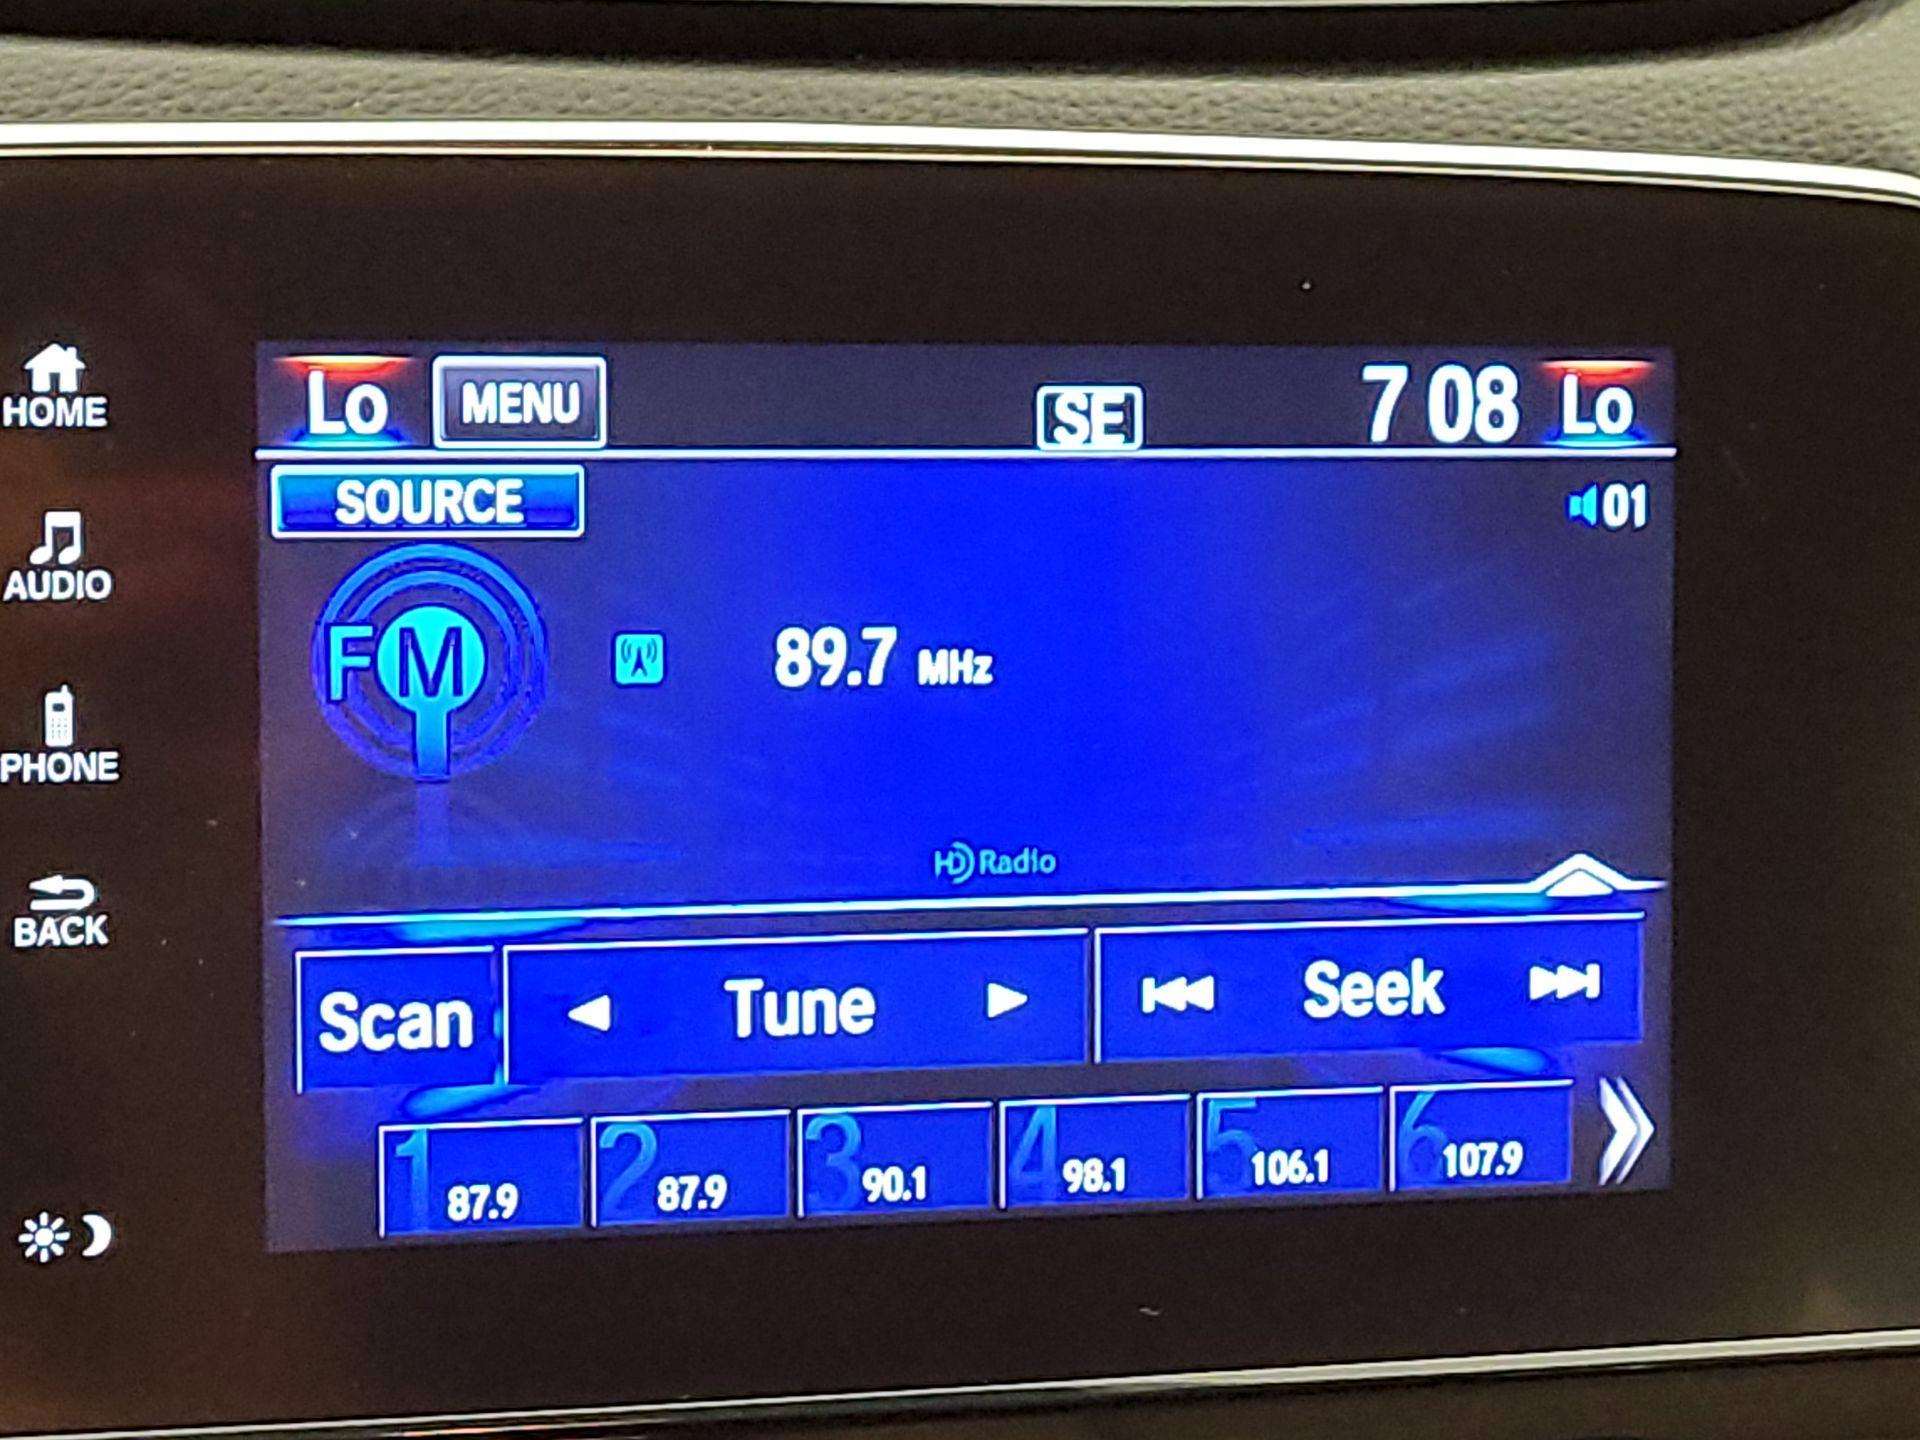 Lo MENU SE 7 08 Lo
HOME
SOURCE 01
AUDIO
FM 89.7 MHz
PHONE
HD Radio
BACK
Scan Tune Seek
1 87.9 2 87.9 3 90.1 4 98.1 5 106.1 6 107.9